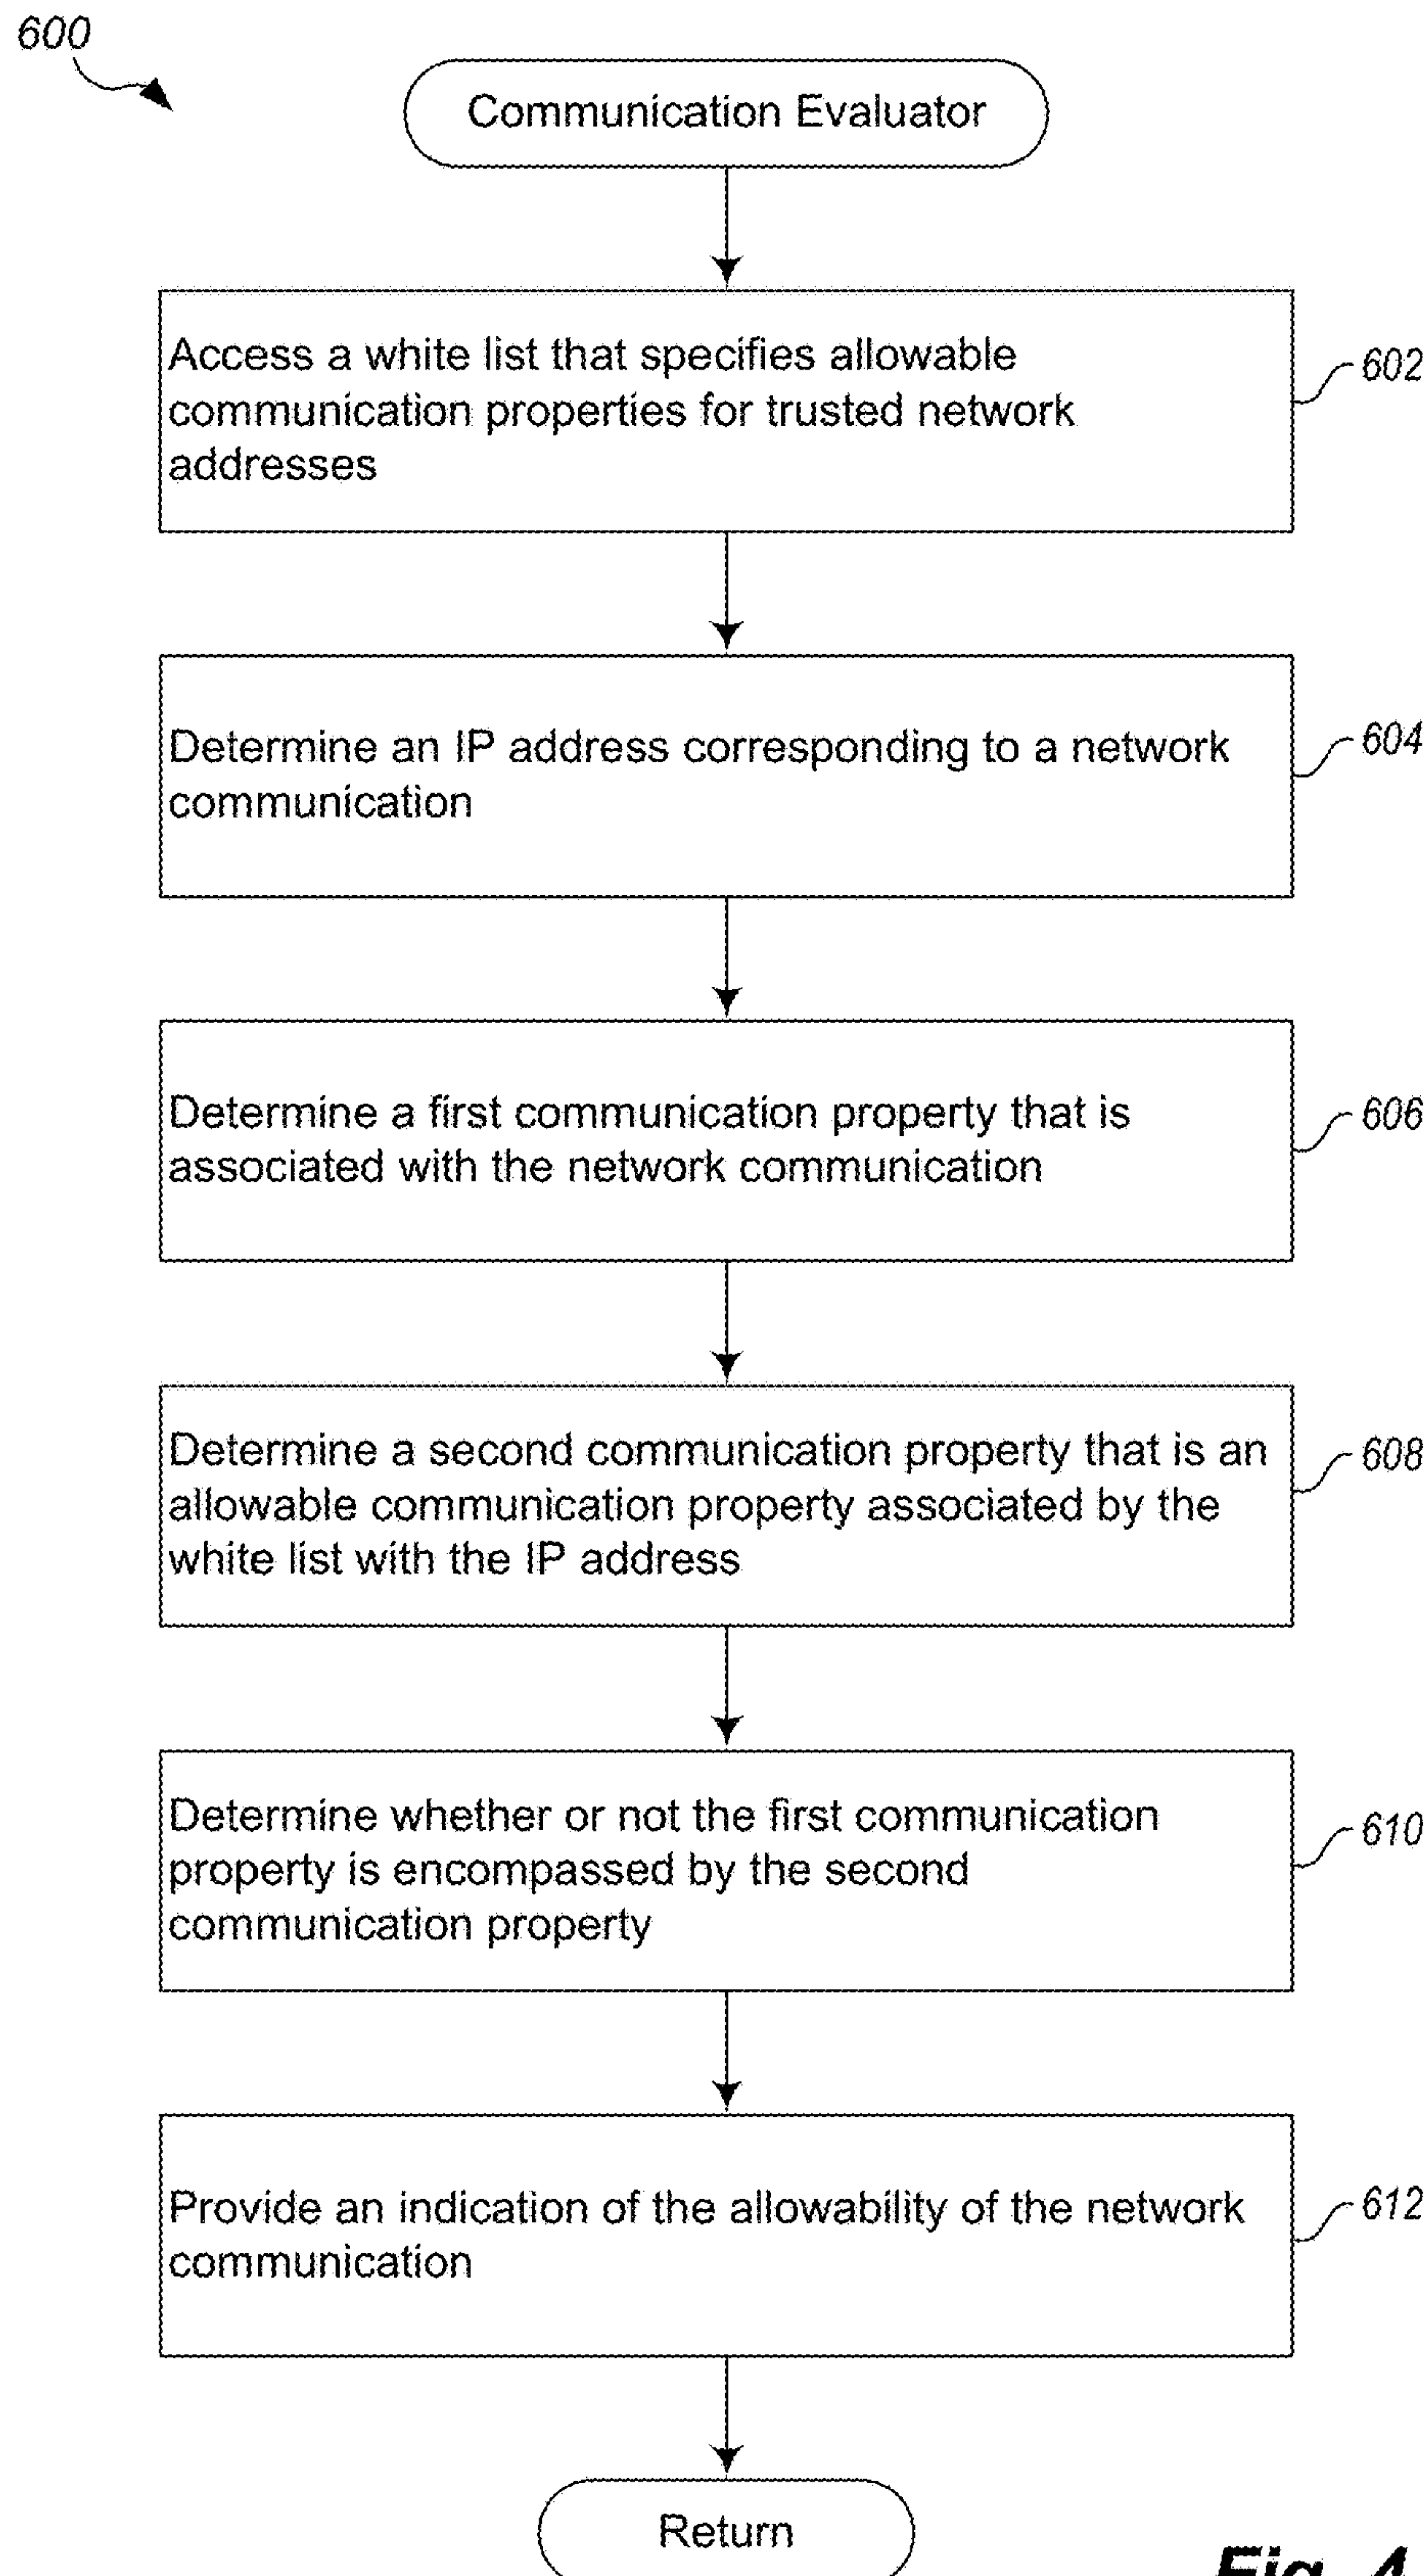 600
Communication Evaluator
Access a white list that specifies allowable
communication properties for trusted network
addresses
602
Determine an IP address corresponding to a network
communication
604
Determine a first communication property that is
associated with the network communication
606
Determine a second communication property that is an
allowable communication property associated by the
white list with the IP address
608
Determine whether or not the first communication
property is encompassed by the second
communication property
610
Provide an indication of the allowability of the network
communication
612
Return
Fig. 4